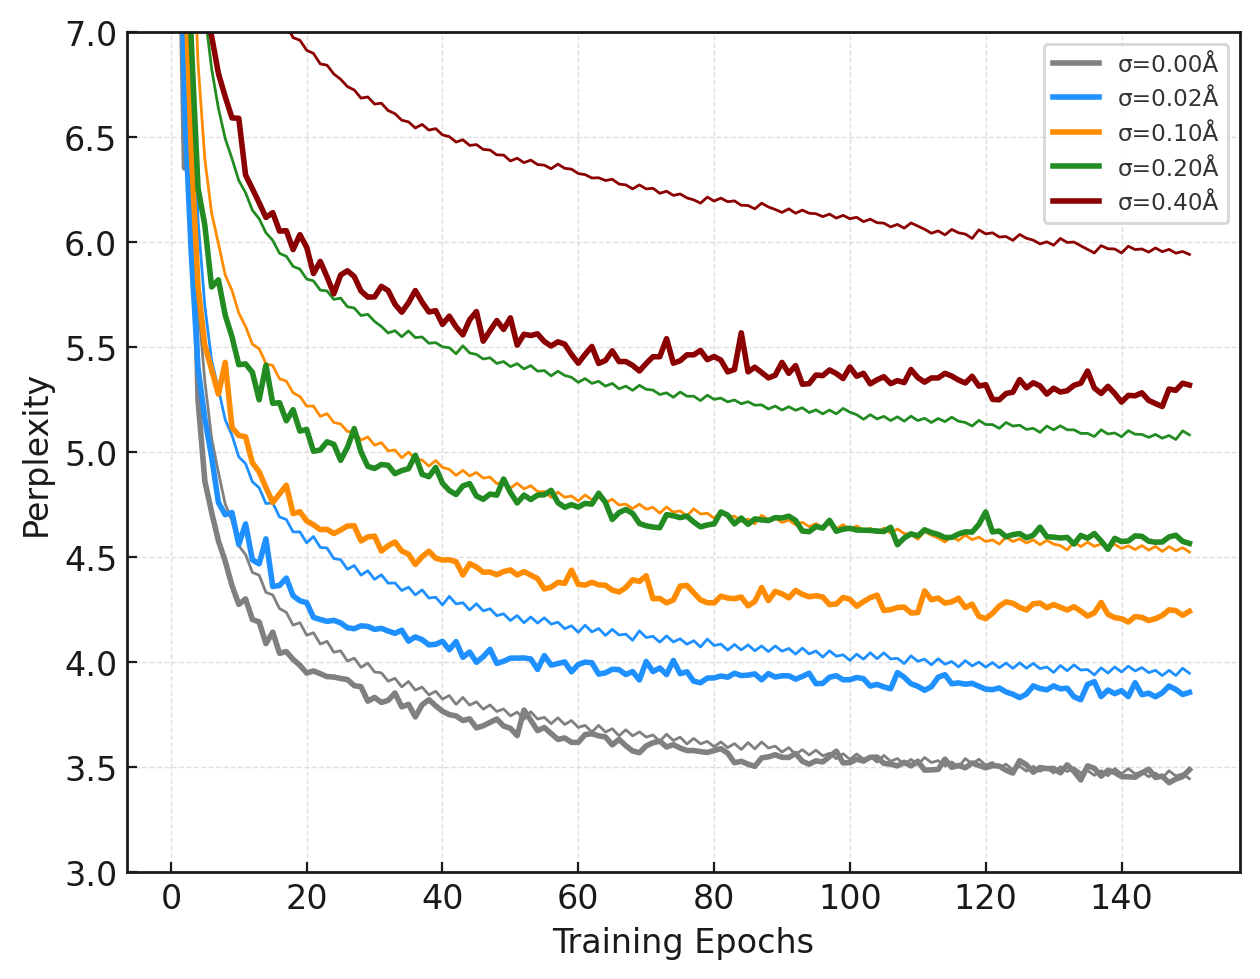 7.0
6.5
6.0
5.5
5.0
4.5
4.0
3.5
3.0
Perplexity
0 20 40 60 80 100 120 140
Training Epochs
σ=0.00Å
σ=0.02Å
σ=0.10Å
σ=0.20Å
σ=0.40Å